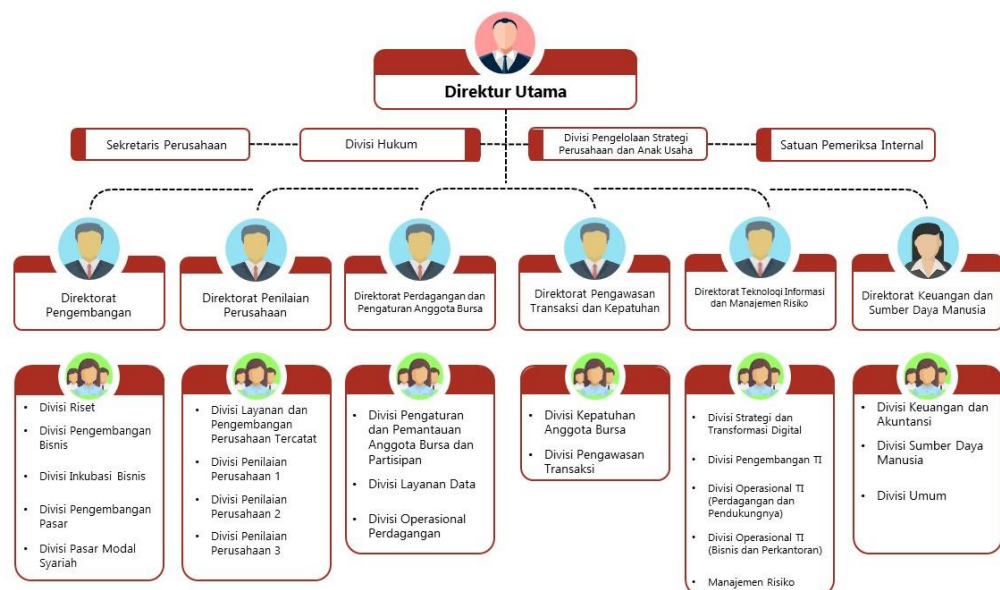 Direktur Utama
Sekretaris Perusahaan
Divisi Hukum
Divisi Pengelolaan Strategi
Perusahaan dan Anak Usaha
Satuan Pemeriksa Internal
Direktorat
Pengembangan
Direktorat Penilaian
Perusahaan
Direktorat Perdagangan dan
Pengaturan Anggota Bursa
Direktorat Pengawasan
Transaksi dan Kepatuhan
Direktorat Teknologi Informasi
dan Manajemen Risiko
Direktorat Keuangan dan
Sumber Daya Manusia
• Divisi Riset
• Divisi Pengembangan
Bisnis
• Divisi Inkubasi Bisnis
• Divisi Pengembangan
Pasar
• Divisi Pasar Modal
Syariah
• Divisi Layanan dan
Pengembangan
Perusahaan Tercatat
• Divisi Penilaian
Perusahaan 1
• Divisi Penilaian
Perusahaan 2
• Divisi Penilaian
Perusahaan 3
• Divisi Pengaturan
dan Pemantauan
Anggota Bursa dan
Partisipan
• Divisi Layanan Data
• Divisi Operasional
Perdagangan
• Divisi Kepatuhan
Anggota Bursa
• Divisi Pengawasan
Transaksi
• Divisi Strategi dan
Transformasi Digital
• Divisi Pengembangan TI
• Divisi Operasional TI
(Perdagangan dan
Pendukungnya)
• Divisi Operasional TI
(Bisnis dan Perkantoran)
• Manajemen Risiko
• Divisi Keuangan dan
Akuntansi
• Divisi Sumber Daya
Manusia
• Divisi Umum